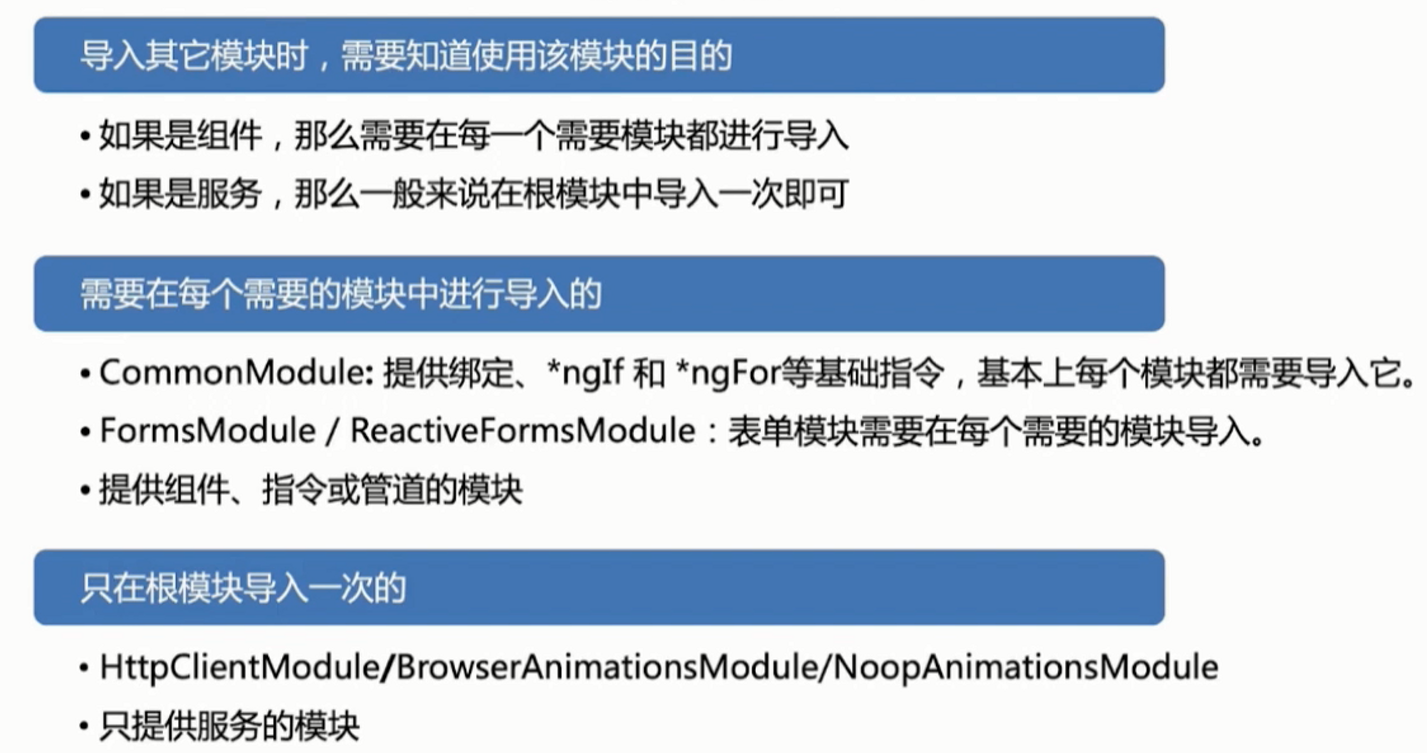 导入其它模块时，需要知道使用该模块的目的
• 如果是组件，那么需要在每一个需要模块都进行导入
• 如果是服务，那么一般来说在根模块中导入一次即可
需要在每个需要的模块中进行导入的
• CommonModule: 提供绑定、*ngIf 和 *ngFor等基础指令，基本上每个模块都需要导入它。
• FormsModule / ReactiveFormsModule：表单模块需要在每个需要的模块导入。
• 提供组件、指令或管道的模块
只在根模块导入一次的
• HttpClientModule/BrowserAnimationsModule/NoopAnimationsModule
• 只提供服务的模块